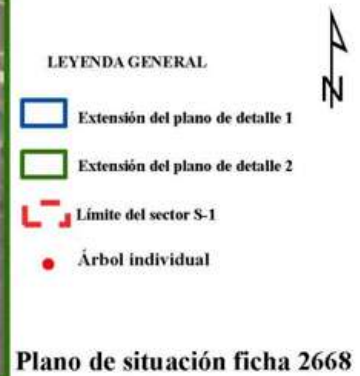 LEYENDA GENERAL
N
Extensión del plano de detalle 1
Extensión del plano de detalle 2
Límite del sector S-1
Árbol individual
Plano de situación ficha 2668